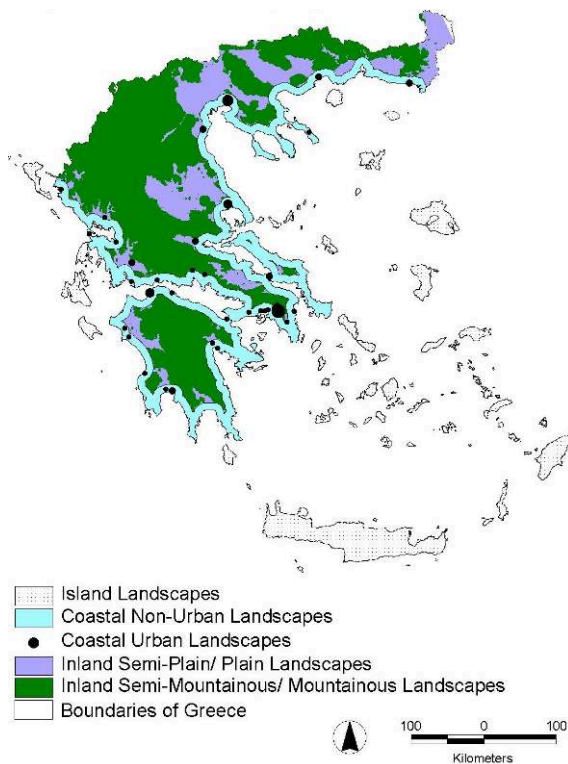 Island Landscapes
Coastal Non-Urban Landscapes
Coastal Urban Landscapes
Inland Semi-Plain/ Plain Landscapes
Inland Semi-Mountainous/ Mountainous Landscapes
Boundaries of Greece
100 0 100
Kilometers